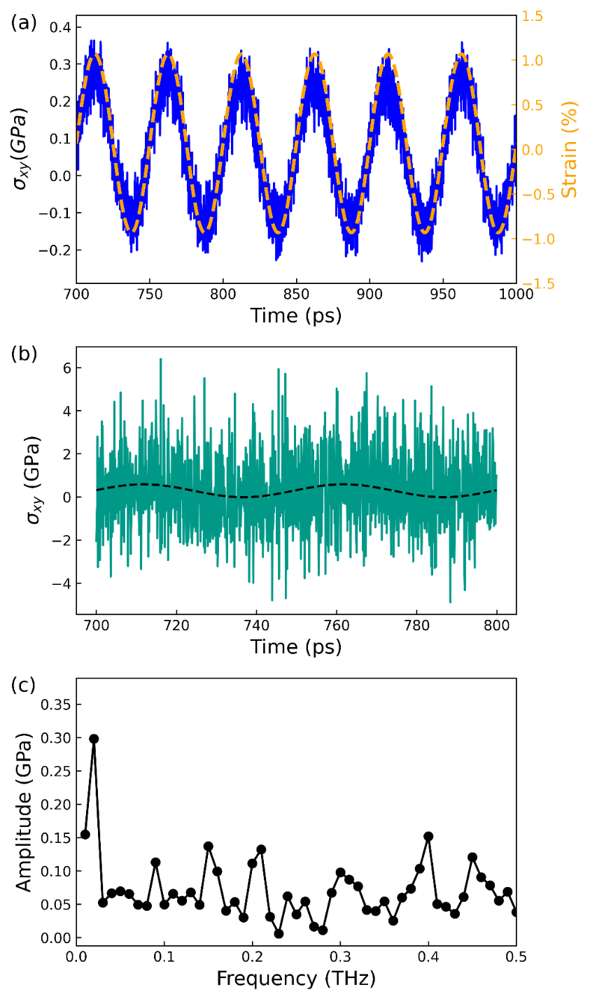 (a)
0.4
0.3
0.2
0.1
0.0
−0.1
−0.2
σxy(GPa)
1.5
1.0
0.5
0.0
−0.5
−1.0
−1.5
Strain (%)
700 750 800 850 900 950 1000
Time (ps)
(b)
6
4
2
0
−2
−4
σxy (GPa)
700 720 740 760 780 800
Time (ps)
(c)
0.35
0.30
0.25
0.20
0.15
0.10
0.05
0.00
Amplitude (GPa)
0.0 0.1 0.2 0.3 0.4 0.5
Frequency (THz)